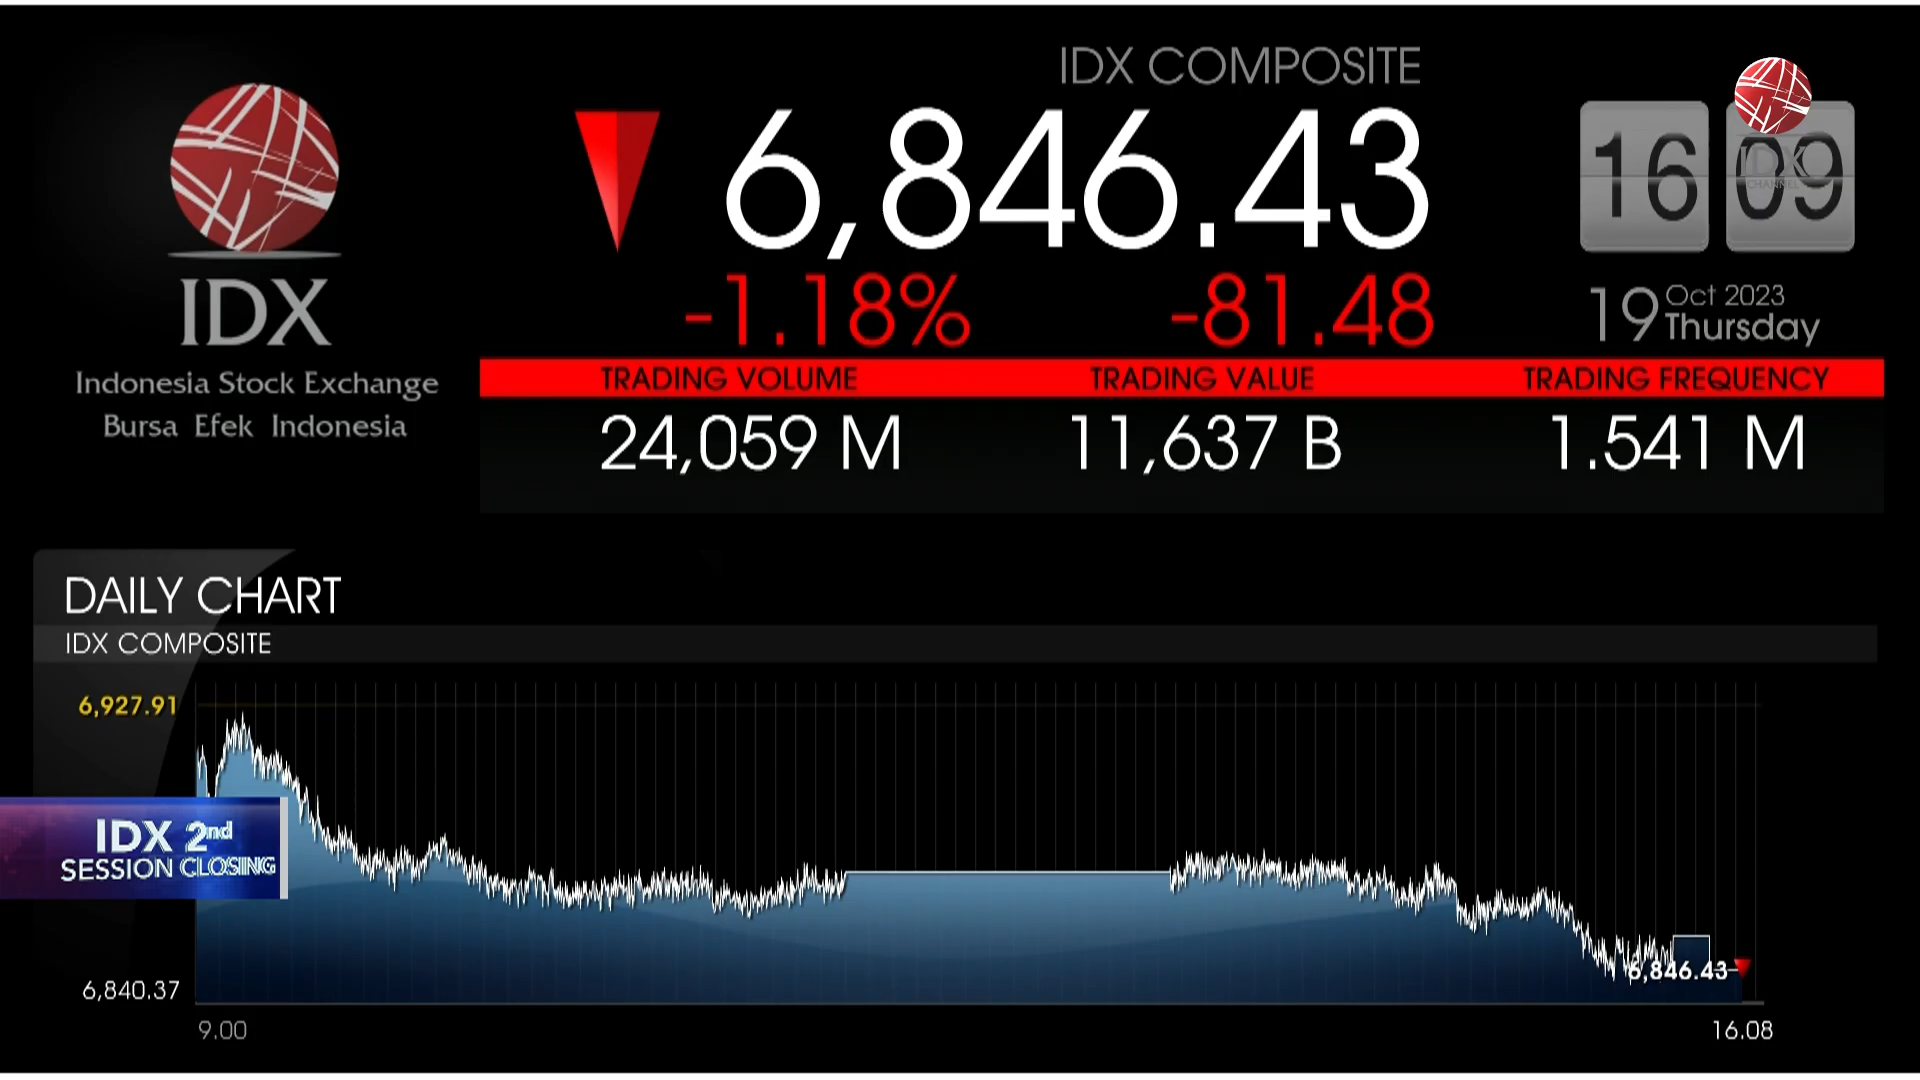 IDX COMPOSITE
6,846.43
-1.18% -81.48
16 09
IDX
CHANNEL
19 Oct 2023
Thursday
IDX
Indonesia Stock Exchange
Bursa Efek Indonesia
TRADING VOLUME TRADING VALUE TRADING FREQUENCY
24,059 M 11,637 B 1.541 M
DAILY CHART
IDX COMPOSITE
6,927.91
IDX 2nd
SESSION CLOSING
6,846.43
6,840.37
9.00 16.08